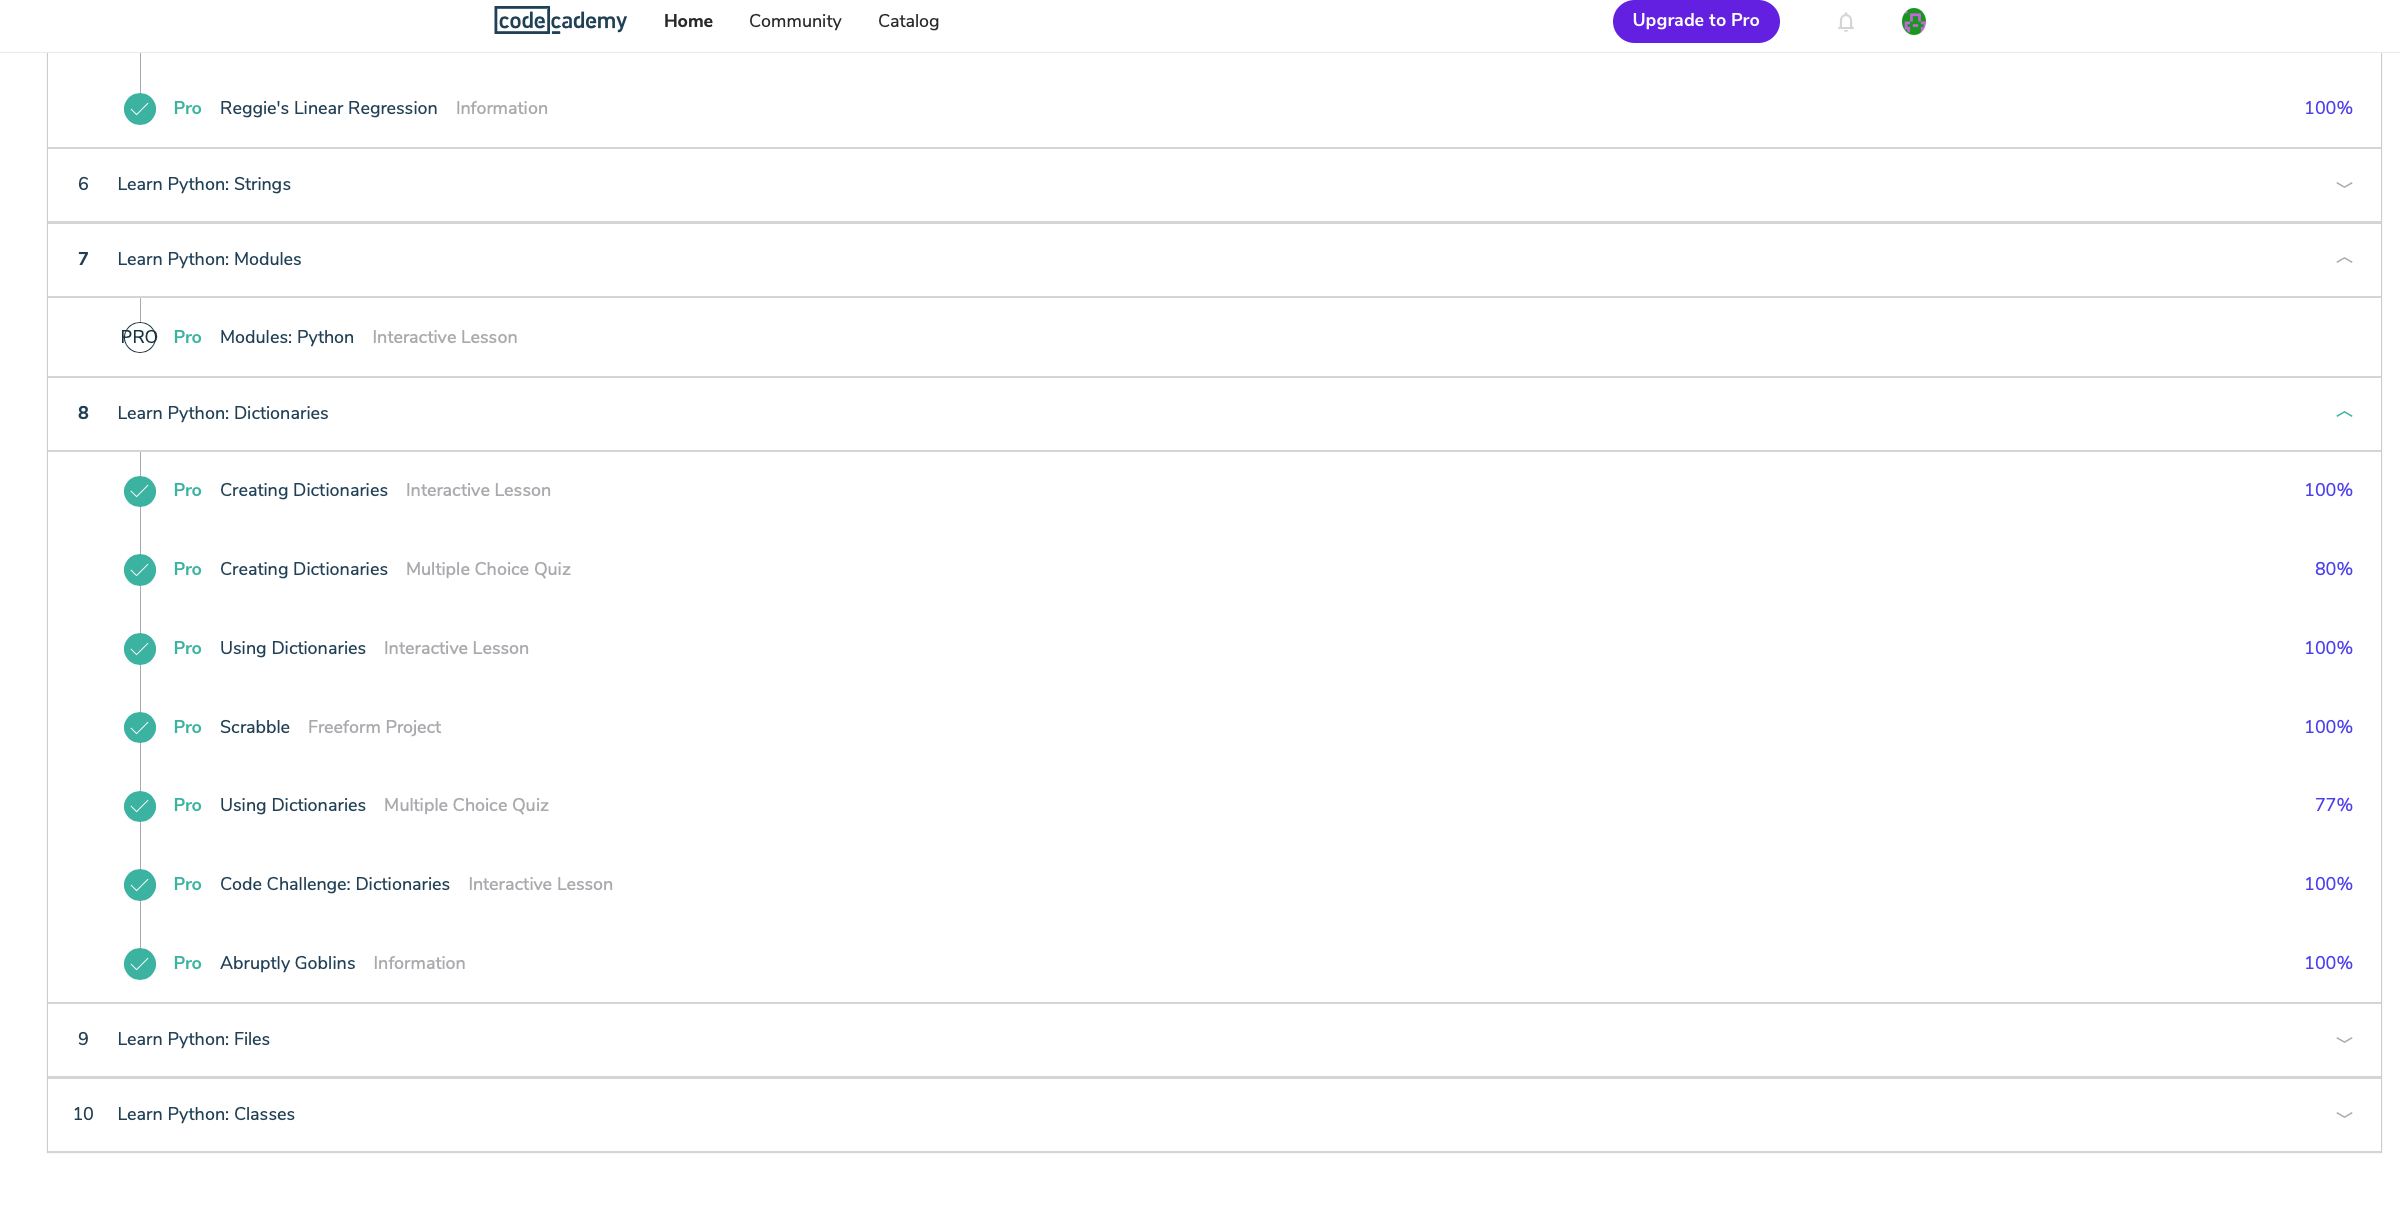 codecademy Home Community Catalog Upgrade to Pro
Pro Reggie's Linear Regression Information 100%
6 Learn Python: Strings
7 Learn Python: Modules
PRO Pro Modules: Python Interactive Lesson
8 Learn Python: Dictionaries
Pro Creating Dictionaries Interactive Lesson 100%
Pro Creating Dictionaries Multiple Choice Quiz 80%
Pro Using Dictionaries Interactive Lesson 100%
Pro Scrabble Freeform Project 100%
Pro Using Dictionaries Multiple Choice Quiz 77%
Pro Code Challenge: Dictionaries Interactive Lesson 100%
Pro Abruptly Goblins Information 100%
9 Learn Python: Files
10 Learn Python: Classes